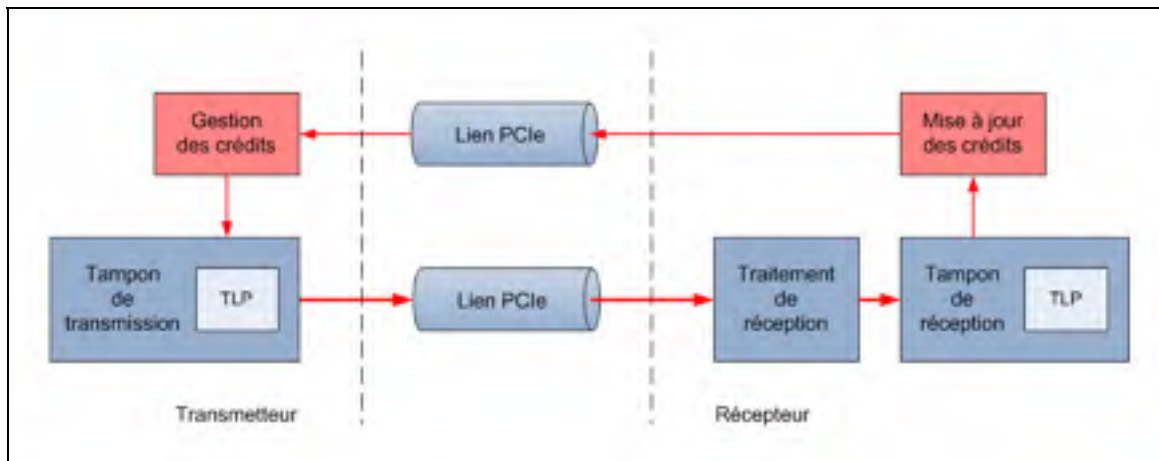 Gestion
des crédits
Lien PCIe
Mise à jour
des crédits
Tampon
de
transmission
TLP
Lien PCIe
Traitement
de
réception
Tampon
de
réception
TLP
Transmetteur
Récepteur